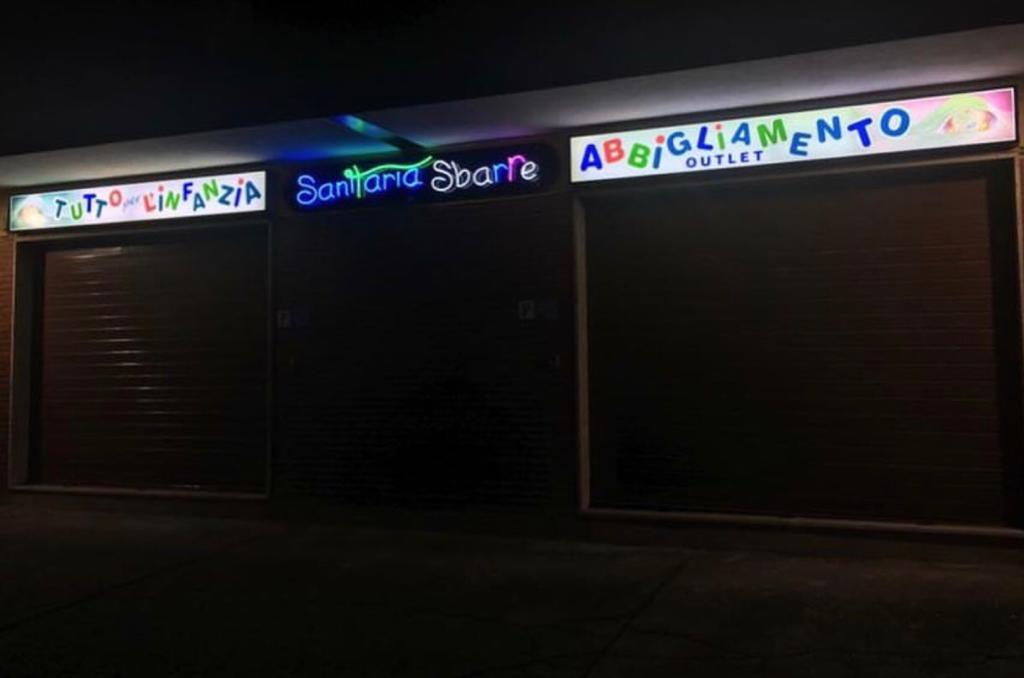 TUTTO per L'INFANZIA
Sanitaria Sbarre
ABBIGLIAMENTO
OUTLET